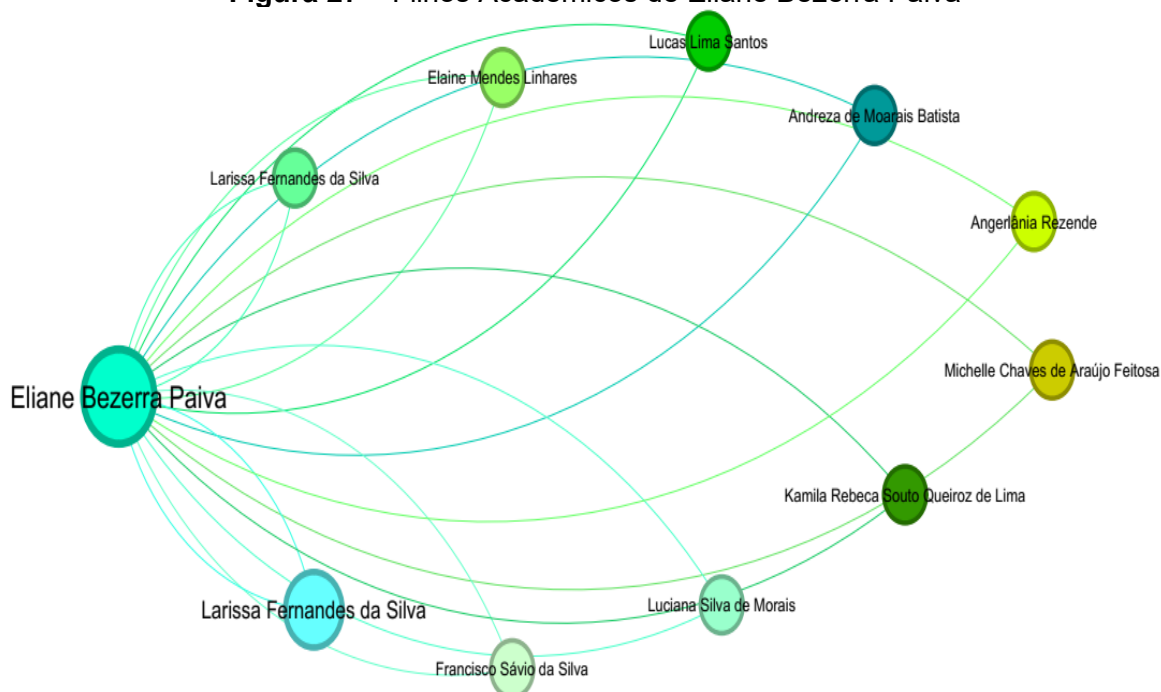 Figura 27 – Filhos Acadêmicos de Eliane Bezerra Paiva
Lucas Lima Santos
Elaine Mendes Linhares
Andreza de Moarais Batista
Larissa Fernandes da Silva
Angerlânia Rezende
Michelle Chaves de Araújo Feitosa
Eliane Bezerra Paiva
Kamila Rebeca Souto Queiroz de Lima
Larissa Fernandes da Silva
Luciana Silva de Morais
Francisco Sávio da Silva